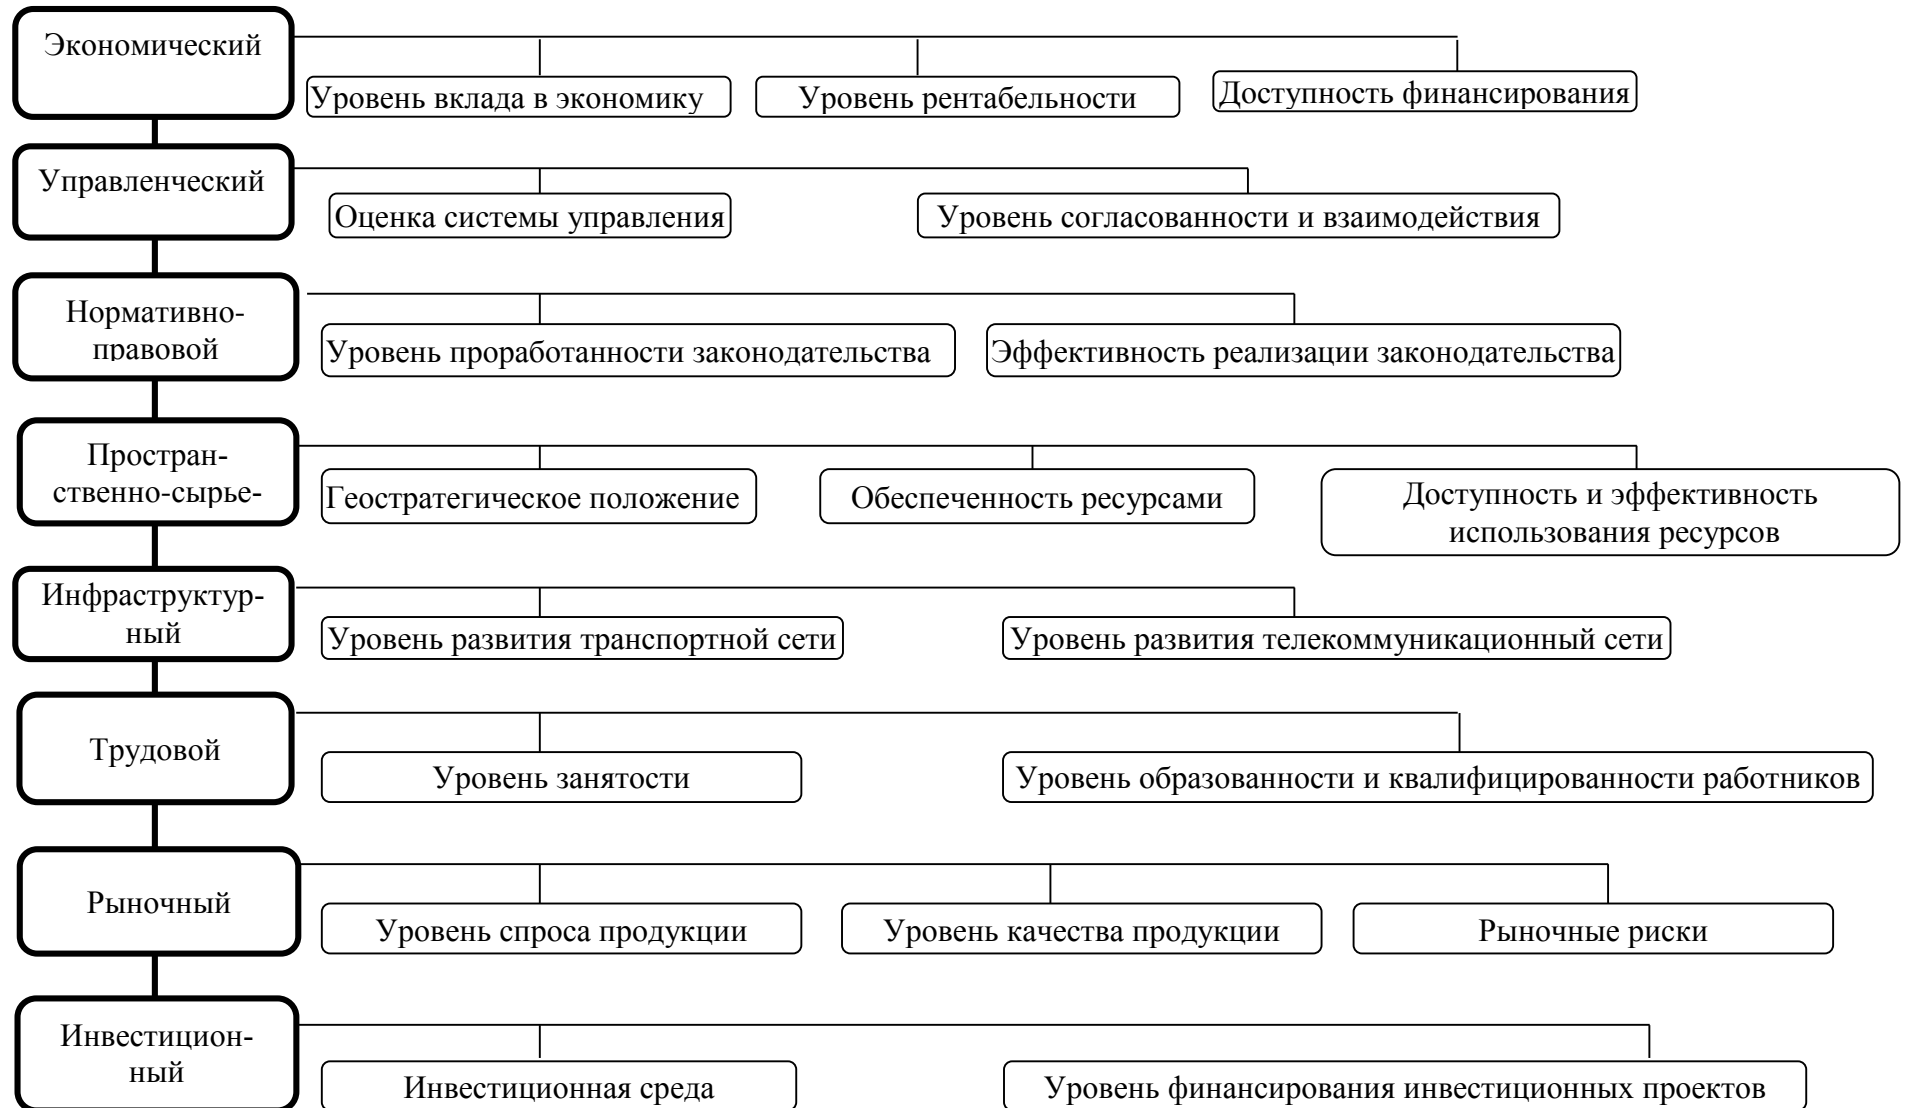 Экономический
Уровень вклада в экономику
Уровень рентабельности
Доступность финансирования
Управленческий
Оценка системы управления
Уровень согласованности и взаимодействия
Нормативно-
правовой
Уровень проработанности законодательства
Эффективность реализации законодательства
Простран-
ственно-сырье-
Геостратегическое положение
Обеспеченность ресурсами
Доступность и эффективность
использования ресурсов
Инфраструктур-
ный
Уровень развития транспортной сети
Уровень развития телекоммуникационный сети
Трудовой
Уровень занятости
Уровень образованности и квалифицированности работников
Рыночный
Уровень спроса продукции
Уровень качества продукции
Рыночные риски
Инвестицион-
ный
Инвестиционная среда
Уровень финансирования инвестиционных проектов